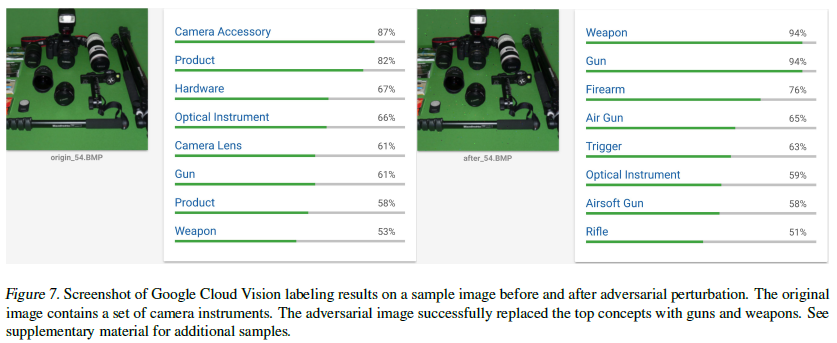 Camera Accessory 87%
Product 82%
Hardware 67%
Optical Instrument 66%
Camera Lens 61%
Gun 61%
Product 58%
Weapon 53%
origin_54.BMP
Weapon 94%
Gun 94%
Firearm 76%
Air Gun 65%
Trigger 63%
Optical Instrument 59%
Airsoft Gun 58%
Rifle 51%
after_54.BMP
Figure 7. Screenshot of Google Cloud Vision labeling results on a sample image before and after adversarial perturbation. The original
image contains a set of camera instruments. The adversarial image successfully replaced the top concepts with guns and weapons. See
supplementary material for additional samples.